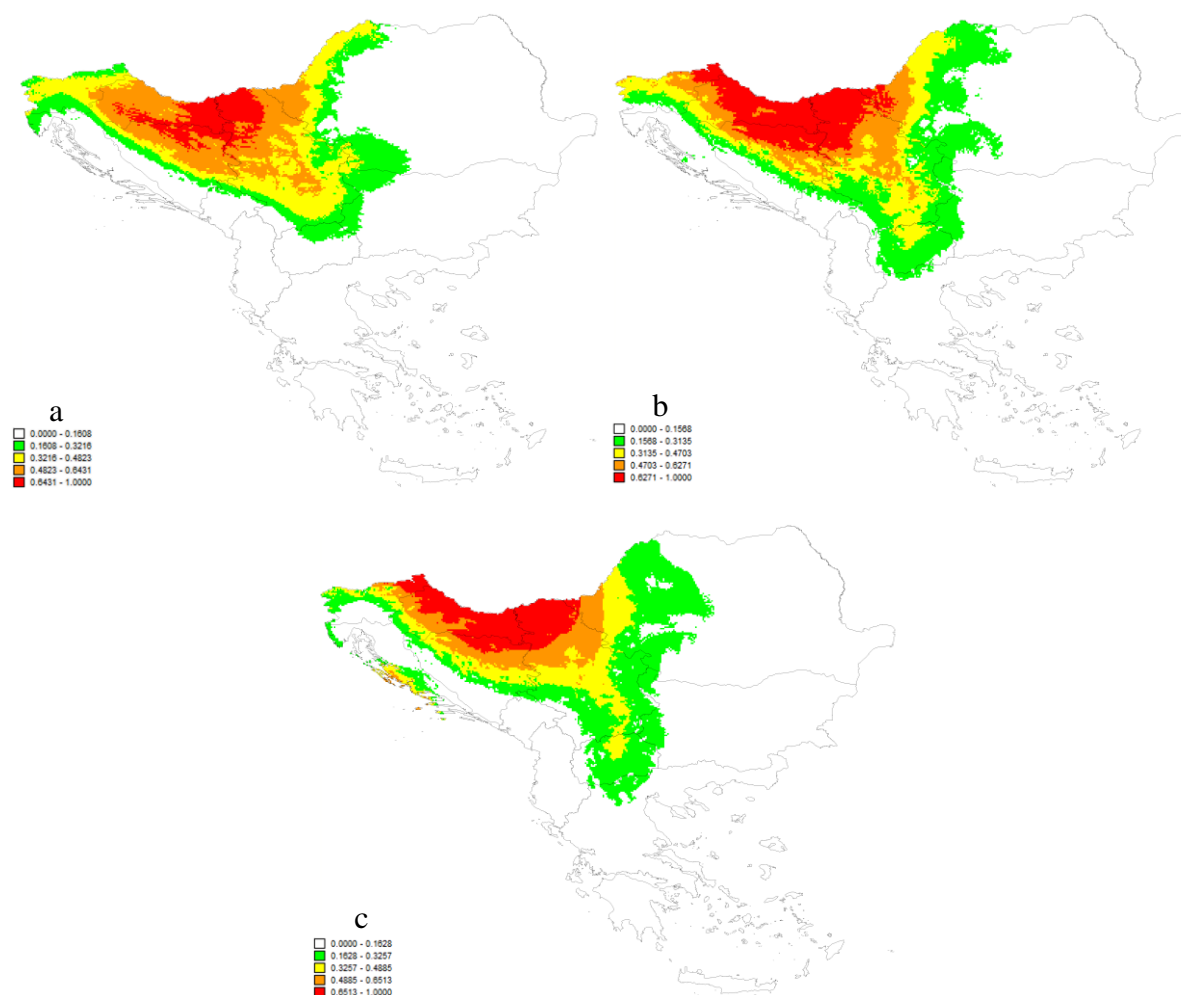 a
0.0000 - 0.1608
0.1608 - 0.3216
0.3216 - 0.4823
0.4823 - 0.6431
0.6431 - 1.0000
b
0.0000 - 0.1568
0.1568 - 0.3135
0.3135 - 0.4703
0.4703 - 0.6271
0.6271 - 1.0000
c
0.0000 - 0.1628
0.1628 - 0.3257
0.3257 - 0.4885
0.4885 - 0.6513
0.6513 - 1.0000